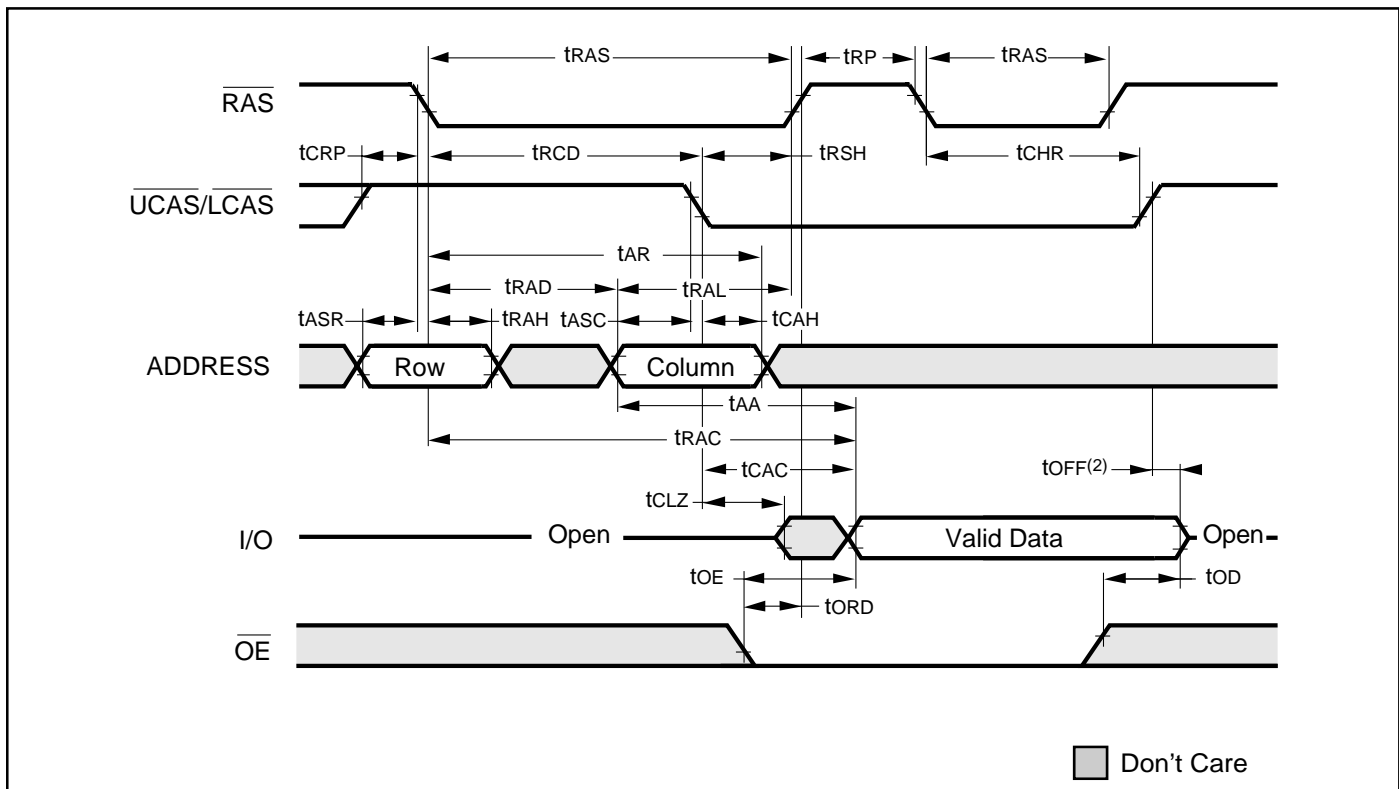 tRAS tRP tRAS
RAS
tCRP tRCD tRSH tCHR
UCAS/LCAS
tAR
tRAD tRAL
tASR tRAH tASC tCAH
ADDRESS Row Column
tAA
tRAC
tCAC tOFF(2)
tCLZ
I/O Open Valid Data Open
tOE tOD
tORD
OE
Don't Care